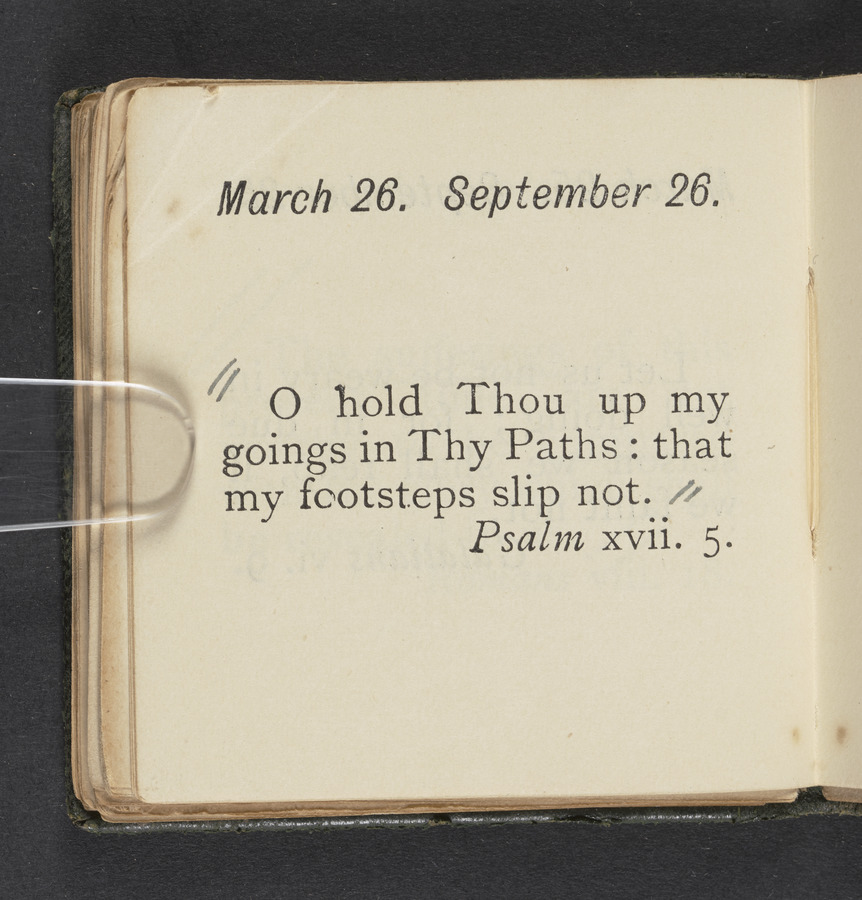 March 26. September 26.
" O hold Thou up my
goings in Thy Paths : that
my footsteps slip not. "
Psalm xvii. 5.